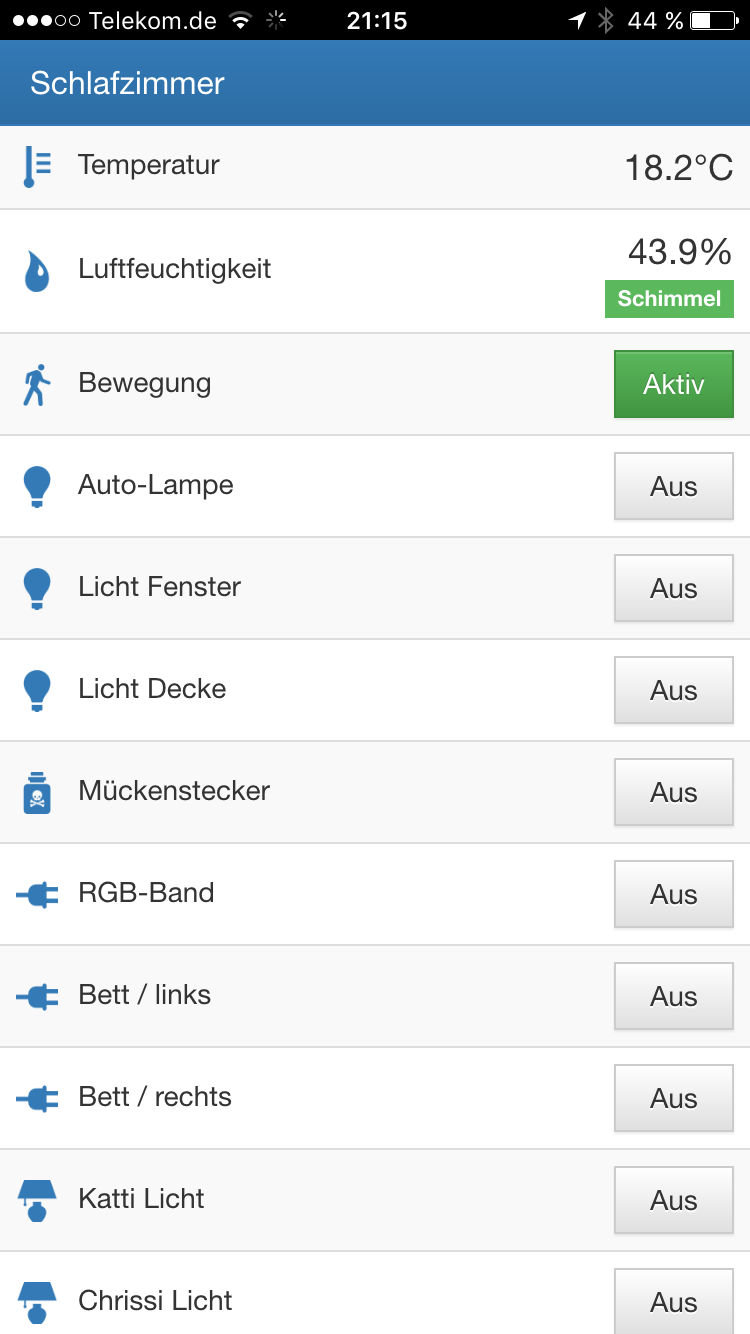 Telekom.de 21:15 44 %
Schlafzimmer
Temperatur 18.2°C
Luftfeuchtigkeit 43.9%
Schimmel
Bewegung Aktiv
Auto-Lampe Aus
Licht Fenster Aus
Licht Decke Aus
Mückenstecker Aus
RGB-Band Aus
Bett / links Aus
Bett / rechts Aus
Katti Licht Aus
Chrissi Licht Aus